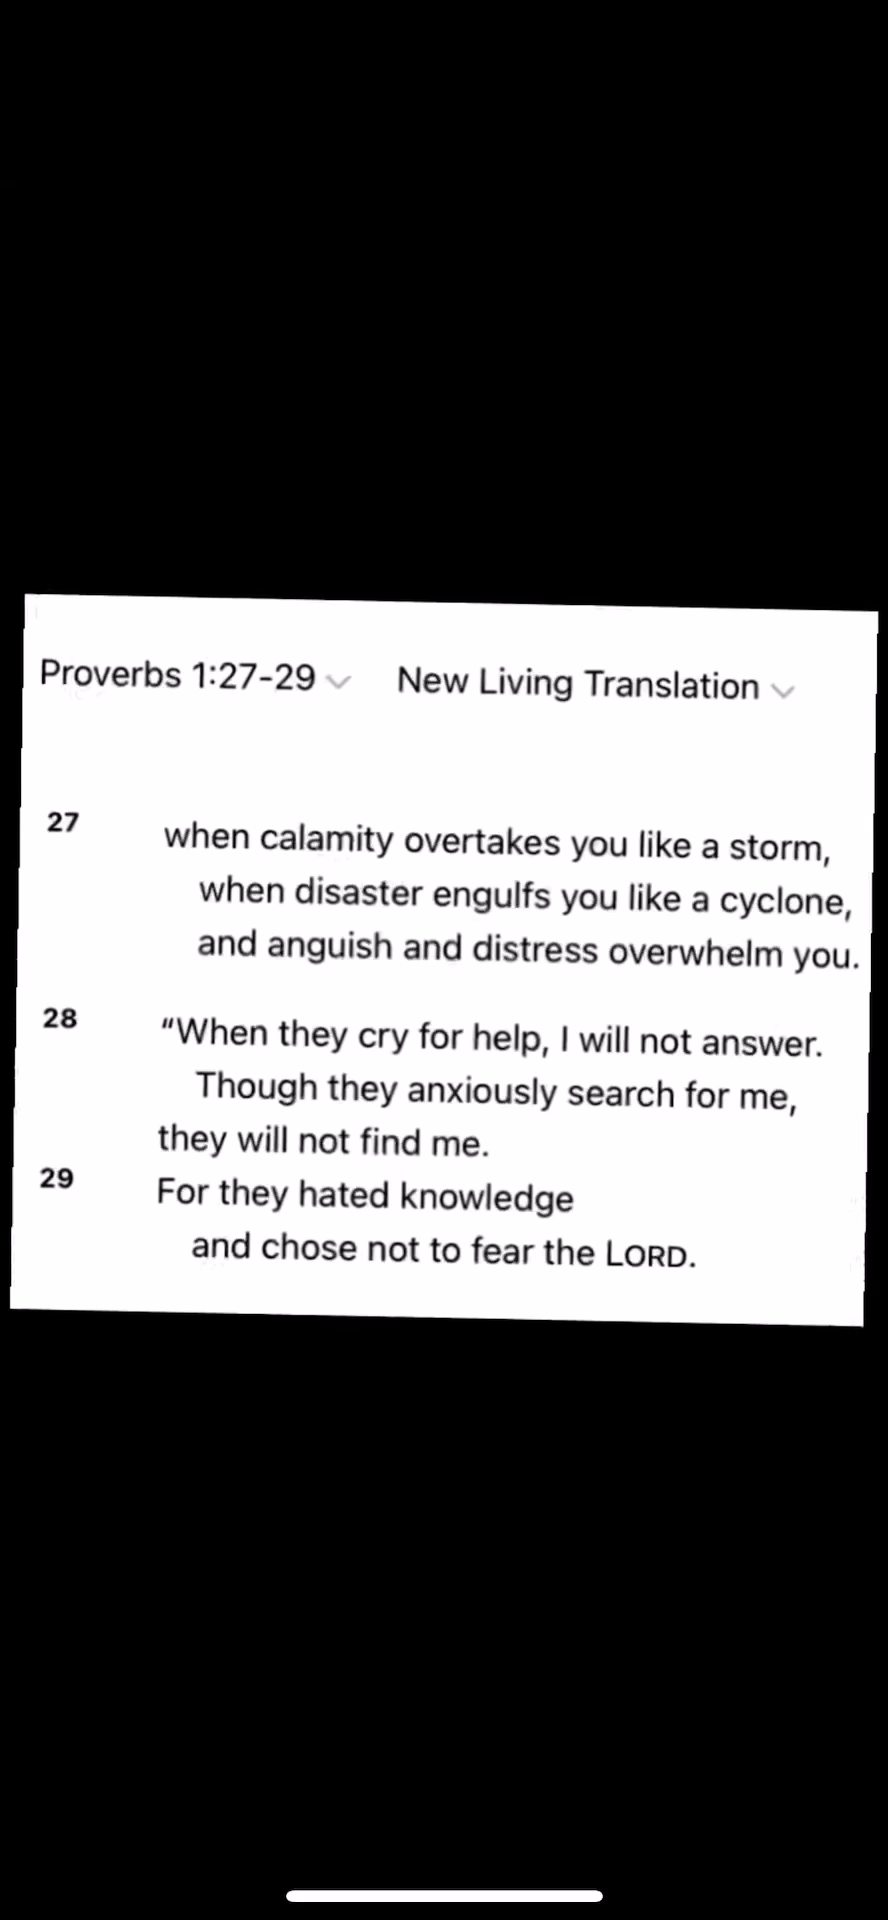 Proverbs 1:27-29 New Living Translation
27 when calamity overtakes you like a storm,
when disaster engulfs you like a cyclone,
and anguish and distress overwhelm you.
28 “When they cry for help, I will not answer.
Though they anxiously search for me,
they will not find me.
29 For they hated knowledge
and chose not to fear the LORD.